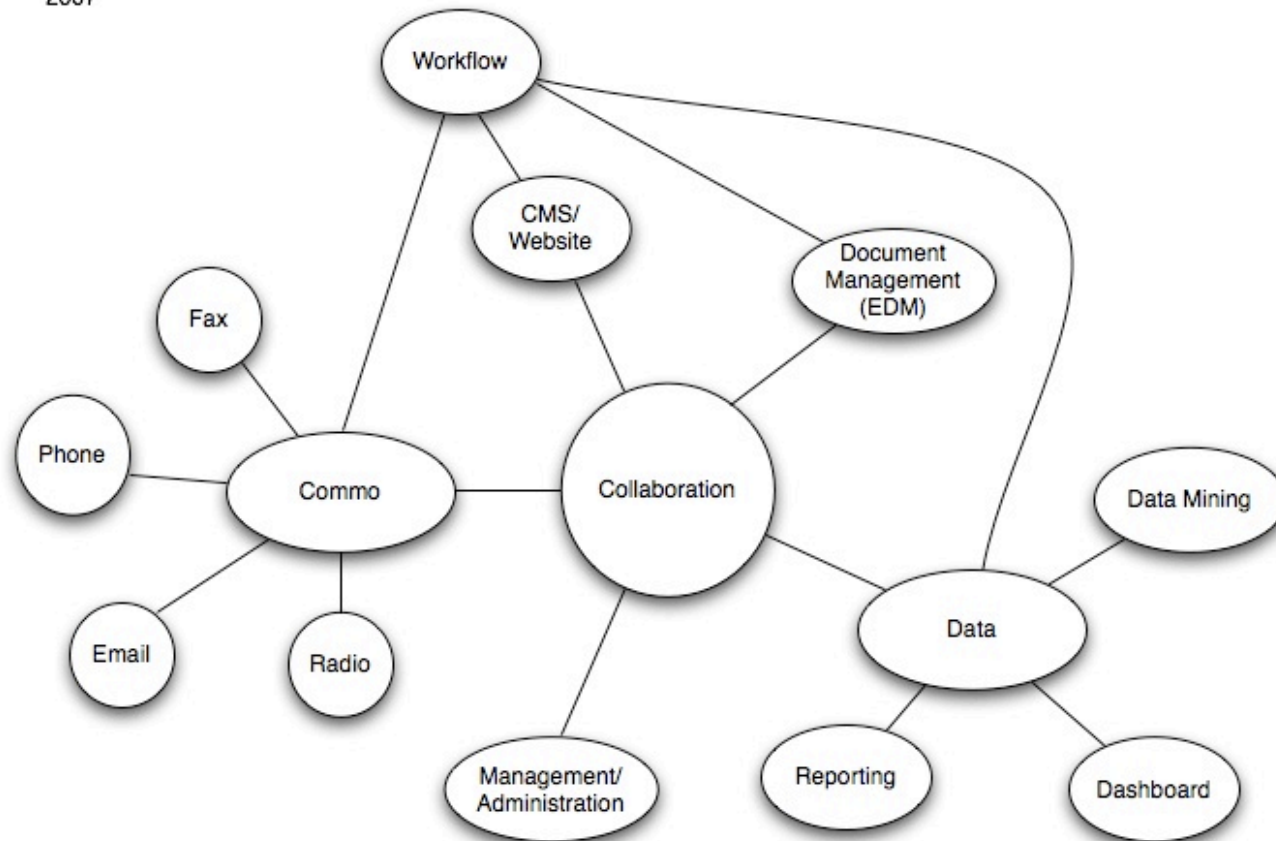 2007
Workflow
CMS/
Website
Document
Management
(EDM)
Fax
Phone
Commo
Collaboration
Data Mining
Email
Radio
Data
Management/
Administration
Reporting
Dashboard